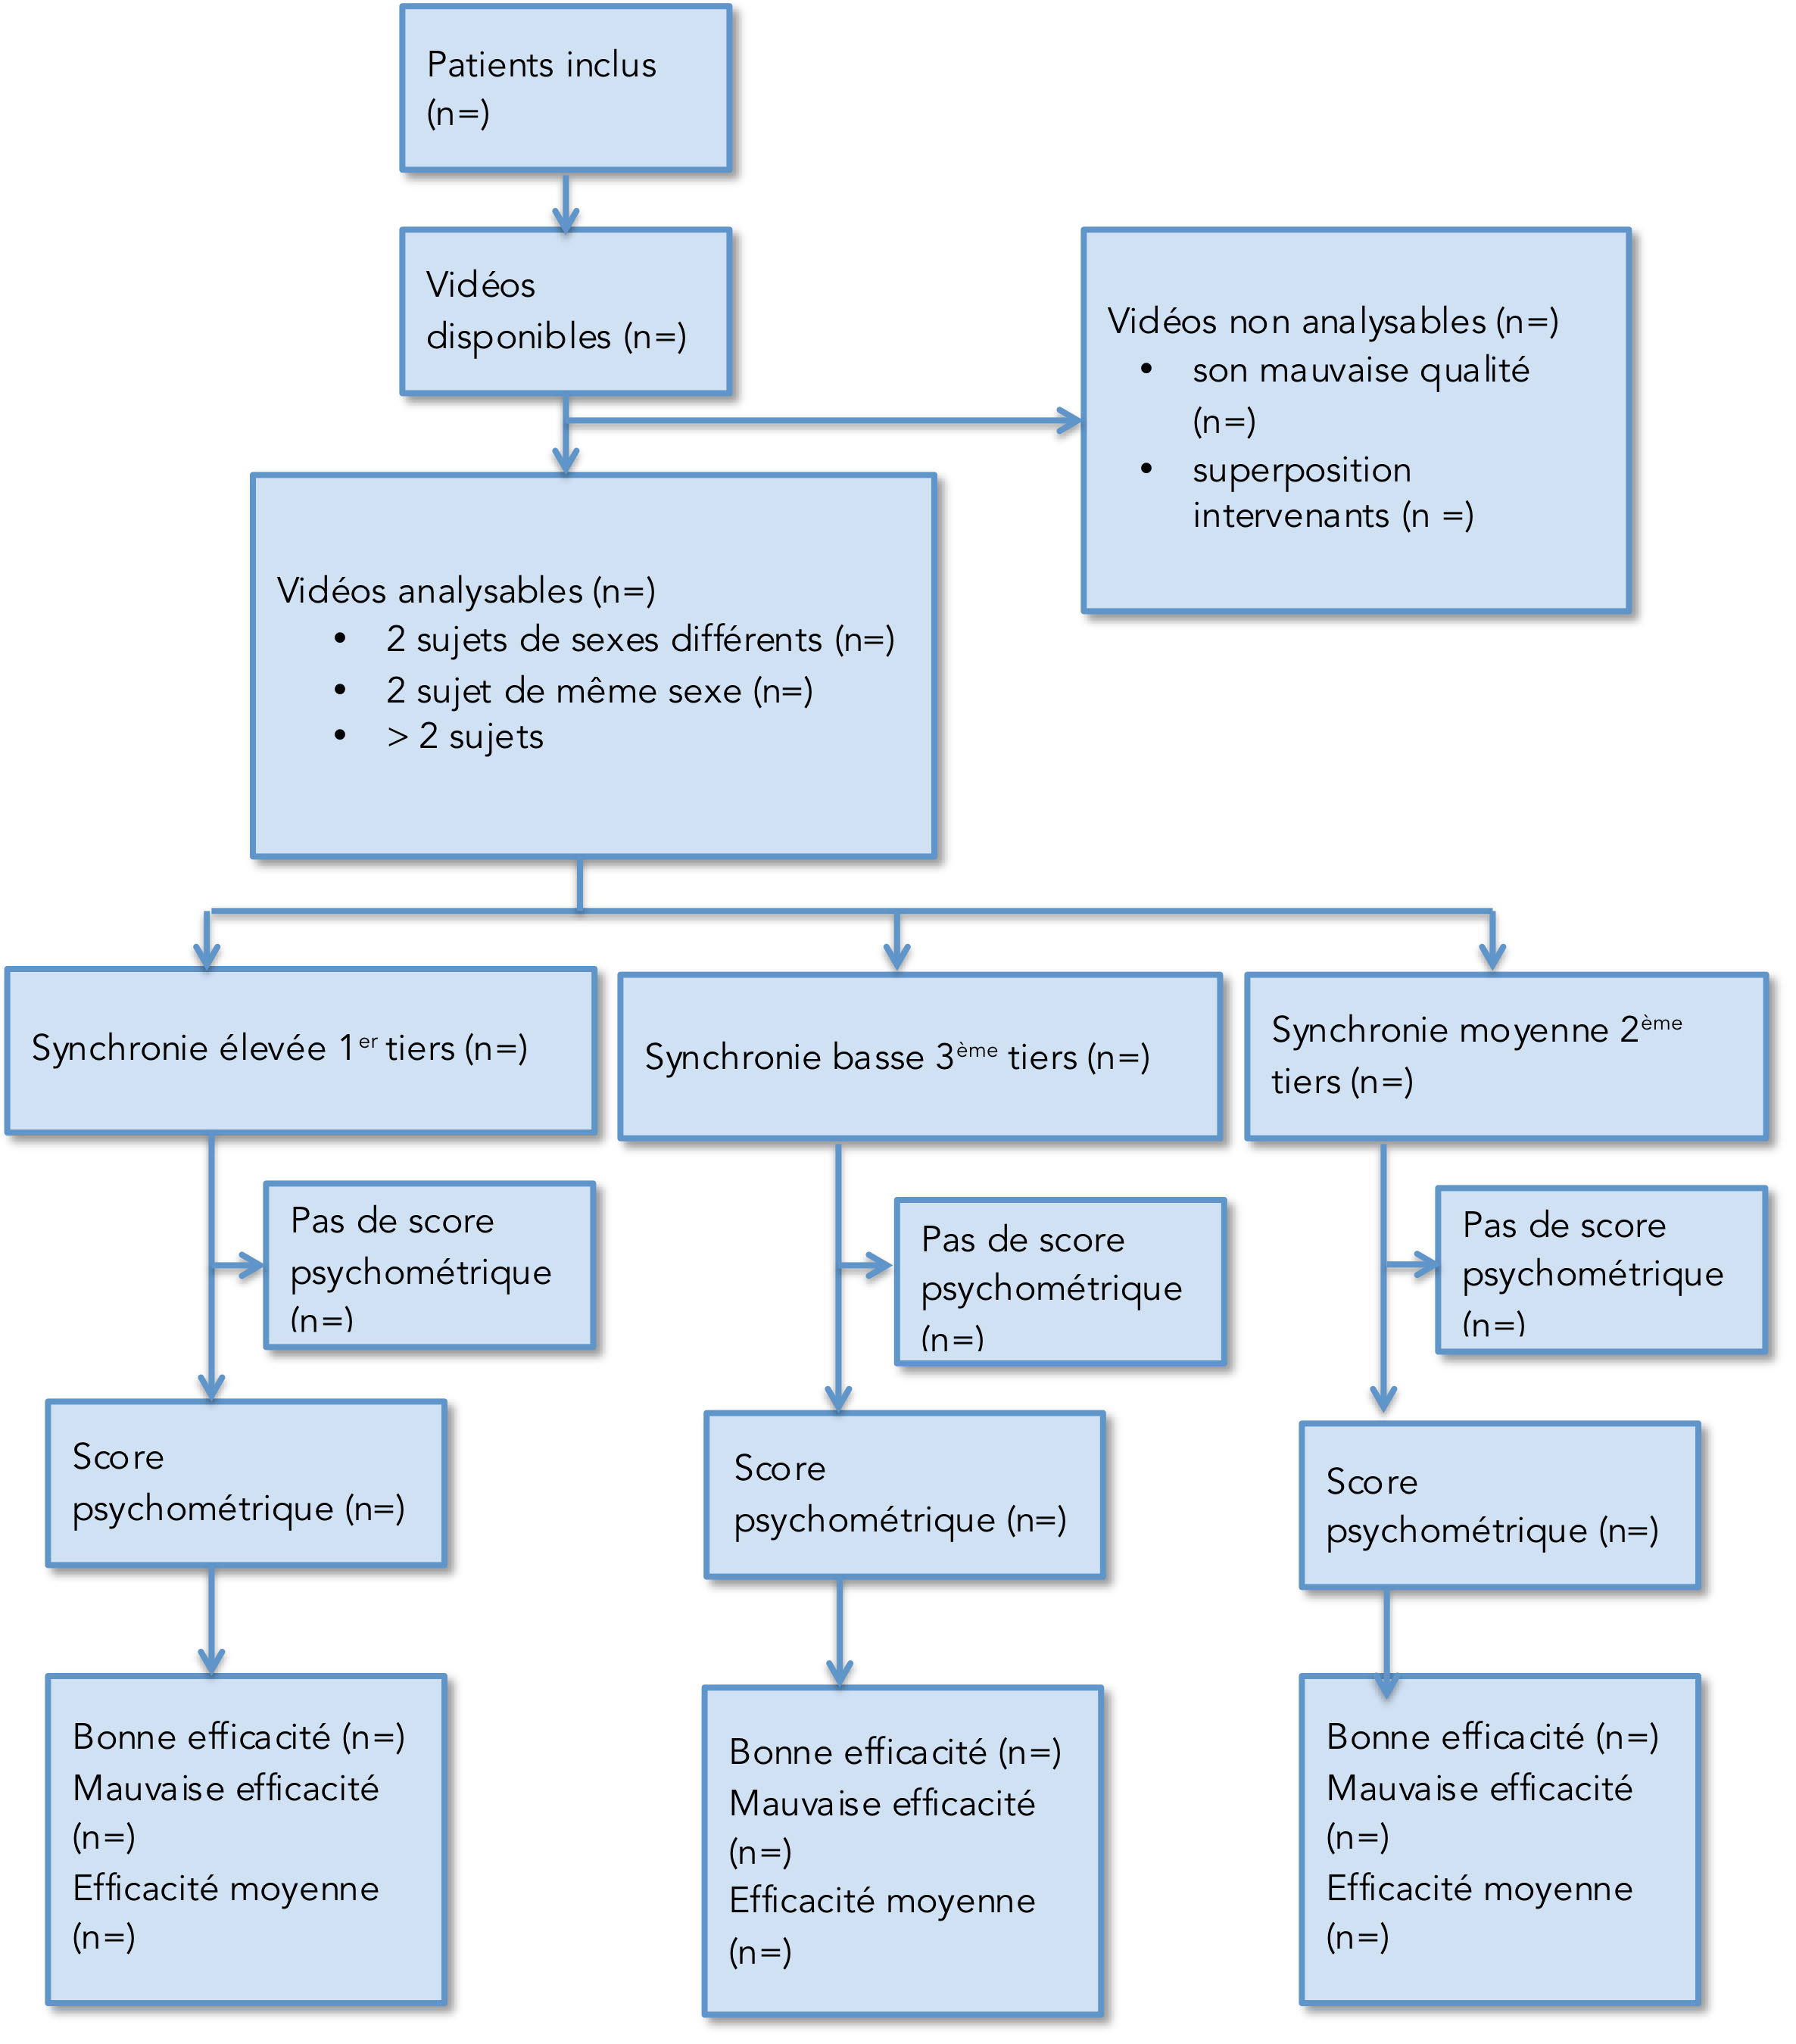 Patients inclus
(n=)
Vidéos
disponibles (n=)
Vidéos non analysables (n=)
• son mauvaise qualité
(n=)
• superposition
intervenants (n =)
Vidéos analysables (n=)
• 2 sujets de sexes différents (n=)
• 2 sujet de même sexe (n=)
• > 2 sujets
Synchronie élevée 1er tiers (n=)
Synchronie basse 3ème tiers (n=)
Synchronie moyenne 2ème
tiers (n=)
Pas de score
psychométrique
(n=)
Pas de score
psychométrique
(n=)
Pas de score
psychométrique
(n=)
Score
psychométrique (n=)
Score
psychométrique (n=)
Score
psychométrique (n=)
Bonne efficacité (n=)
Mauvaise efficacité
(n=)
Efficacité moyenne
(n=)
Bonne efficacité (n=)
Mauvaise efficacité
(n=)
Efficacité moyenne
(n=)
Bonne efficacité (n=)
Mauvaise efficacité
(n=)
Efficacité moyenne
(n=)